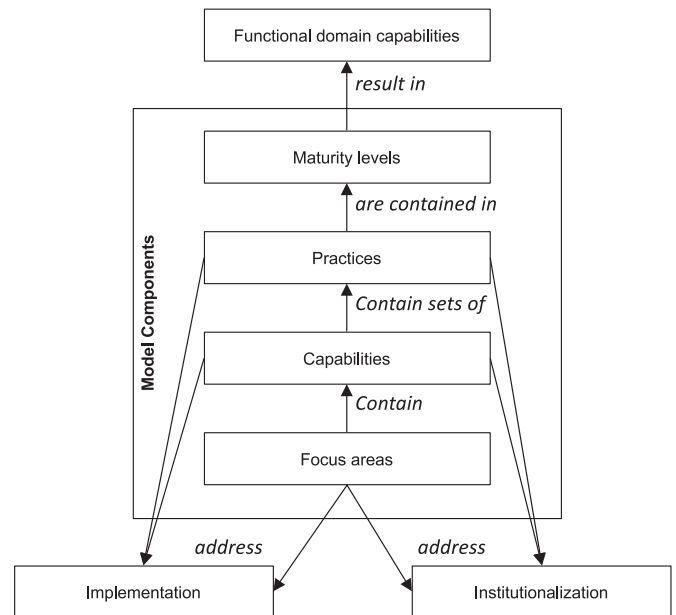 Functional domain capabilities
result in
Maturity levels
are contained in
Practices
Contain sets of
Capabilities
Contain
Focus areas
Model Components
address
address
Implementation
Institutionalization